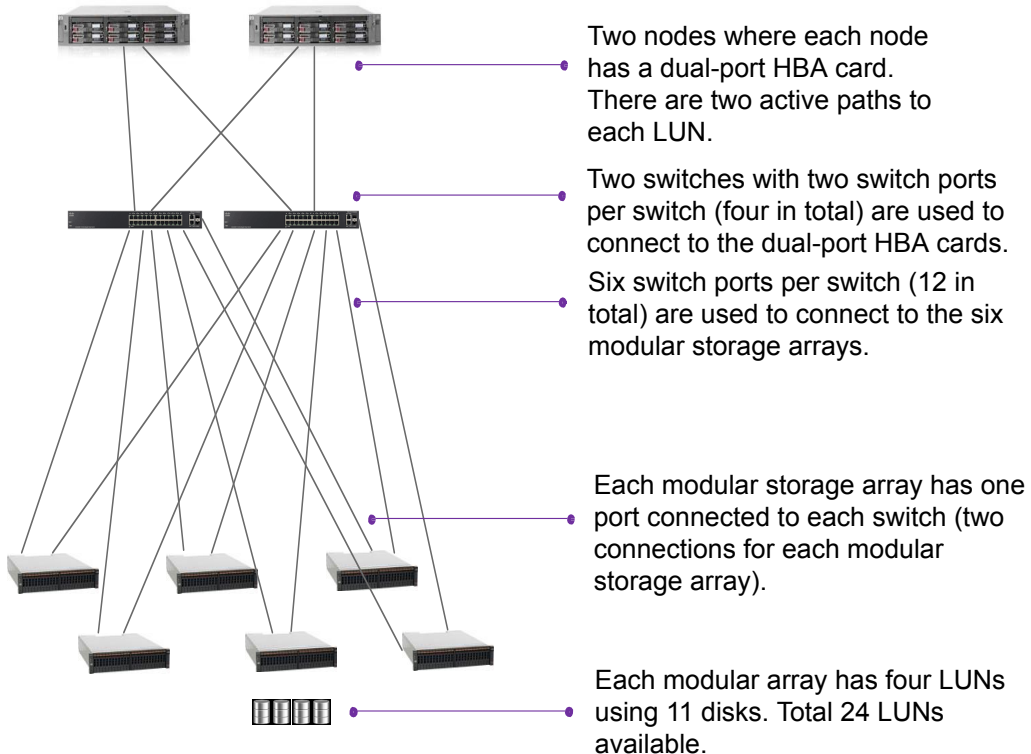 Two nodes where each node
has a dual-port HBA card.
There are two active paths to
each LUN.
Two switches with two switch ports
per switch (four in total) are used to
connect to the dual-port HBA cards.
Six switch ports per switch (12 in
total) are used to connect to the six
modular storage arrays.
Each modular storage array has one
port connected to each switch (two
connections for each modular
storage array).
Each modular array has four LUNs
using 11 disks. Total 24 LUNs
available.